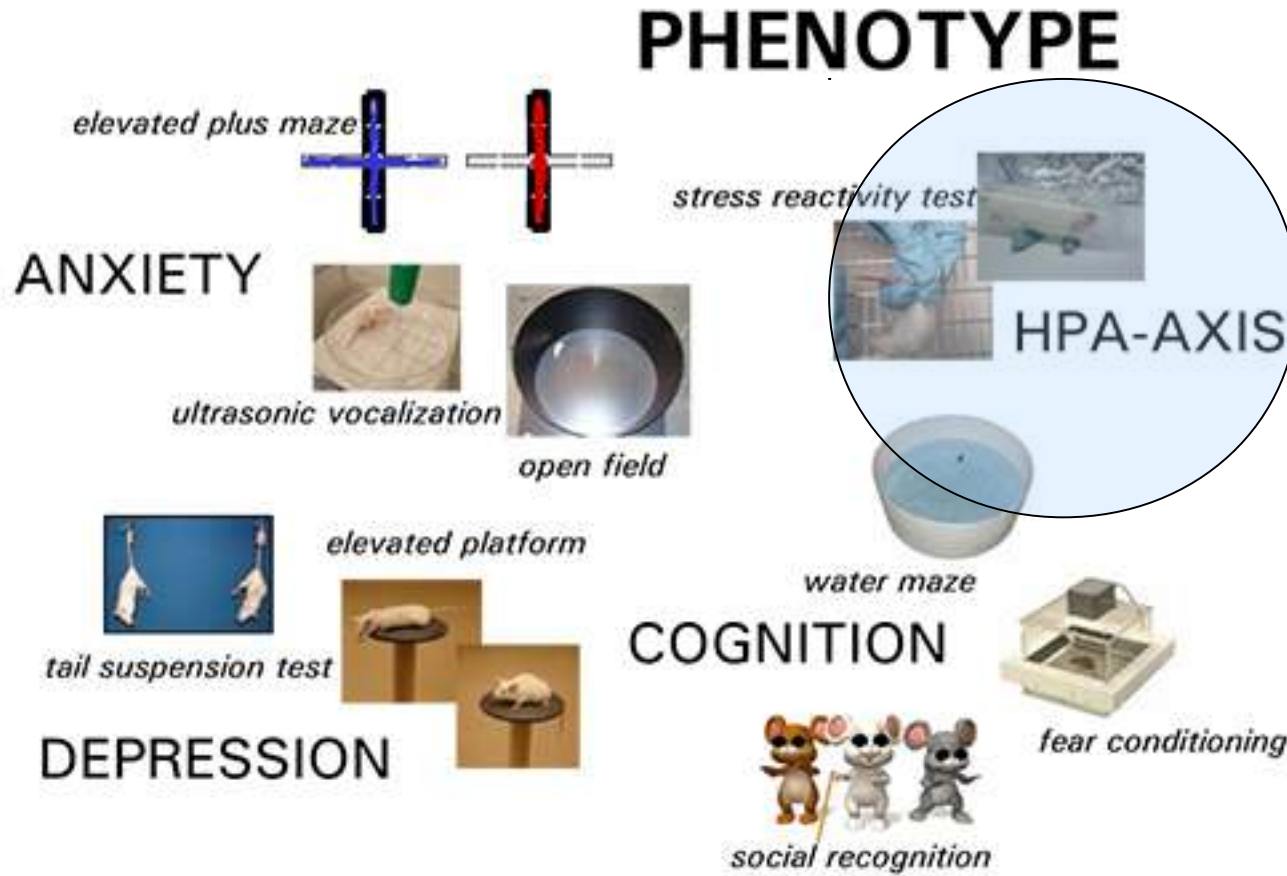 PHENOTYPE
elevated plus maze
stress reactivity test
ANXIETY
HPA-AXIS
ultrasonic vocalization
open field
elevated platform
water maze
tail suspension test
COGNITION
DEPRESSION
fear conditioning
social recognition